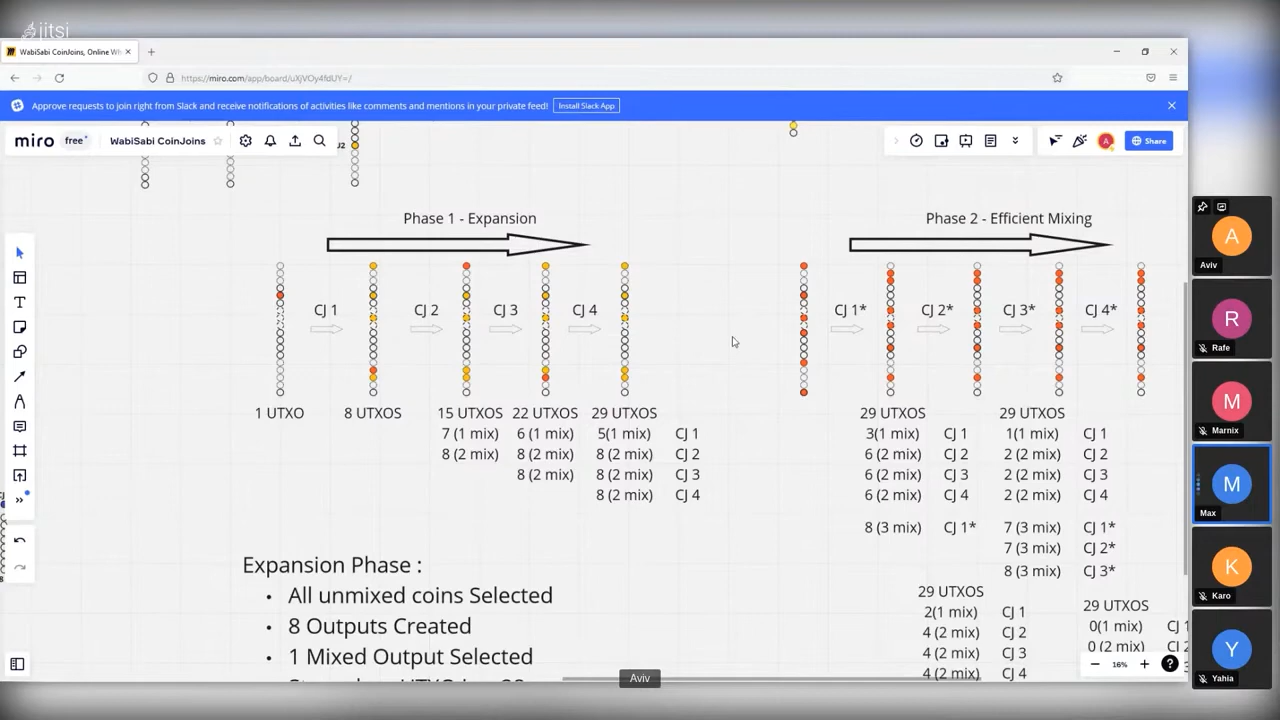 jitsi
WabiSabi CoinJoins, Online Wh
https://miro.com/app/board/uXjVOy4fdUY=/
Approve requests to join right from Slack and receive notifications of activities like comments and mentions in your private feed!
Install Slack App
miro
free
WabiSabi CoinJoins
A
Share
Phase 1 - Expansion
Phase 2 - Efficient Mixing
CJ 1
CJ 2
CJ 3
CJ 4
CJ 1*
CJ 2*
CJ 3*
CJ 4*
1 UTXO
8 UTXOS
15 UTXOS
7 (1 mix)
8 (2 mix)
22 UTXOS
6 (1 mix)
8 (2 mix)
8 (2 mix)
29 UTXOS
5(1 mix) CJ 1
8 (2 mix) CJ 2
8 (2 mix) CJ 3
8 (2 mix) CJ 4
29 UTXOS
3(1 mix) CJ 1
6 (2 mix) CJ 2
6 (2 mix) CJ 3
6 (2 mix) CJ 4
8 (3 mix) CJ 1*
29 UTXOS
1(1 mix) CJ 1
2 (2 mix) CJ 2
2 (2 mix) CJ 3
2 (2 mix) CJ 4
7 (3 mix) CJ 1*
7 (3 mix) CJ 2*
8 (3 mix) CJ 3*
29 UTXOS
2(1 mix) CJ 1
4 (2 mix) CJ 2
4 (2 mix) CJ 3
4 (2 mix) CJ 4
29 UTXOS
0(1 mix) CJ 1
0 (2 mix)
Expansion Phase :
• All unmixed coins Selected
• 8 Outputs Created
• 1 Mixed Output Selected
16%
Aviv
A
Aviv
R
Rafe
M
Marnix
M
Max
K
Karo
Y
Yahia